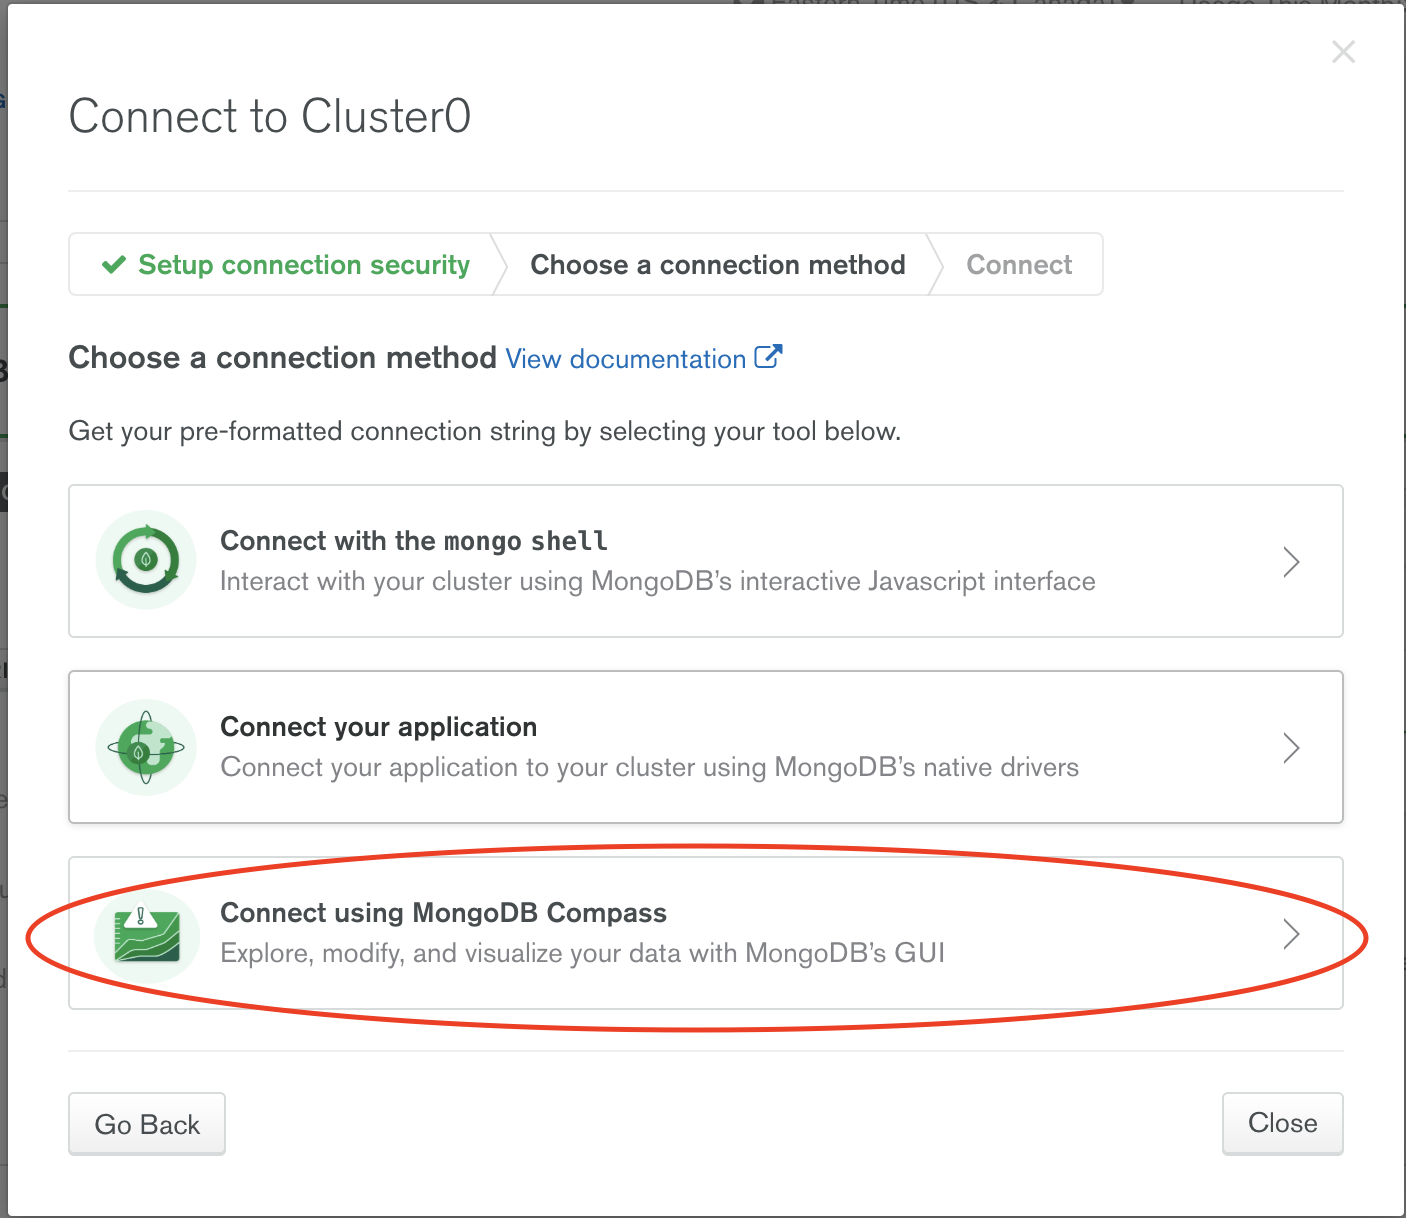 Connect to Cluster0
Setup connection security
Choose a connection method
Connect
Choose a connection method View documentation
Get your pre-formatted connection string by selecting your tool below.
Connect with the mongo shell
Interact with your cluster using MongoDB’s interactive Javascript interface
Connect your application
Connect your application to your cluster using MongoDB’s native drivers
Connect using MongoDB Compass
Explore, modify, and visualize your data with MongoDB’s GUI
Go Back
Close